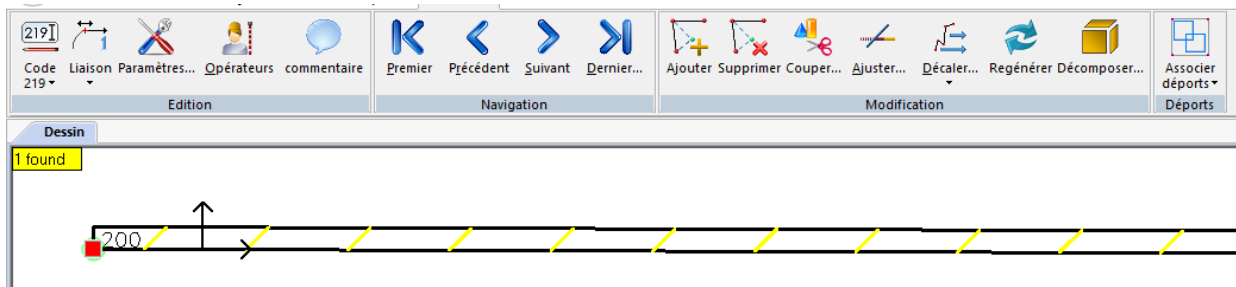 219
1
Code
219
Liaison
Paramètres...
Opérateurs
commentaire
Premier
Précédent
Suivant
Dernier...
Ajouter
Supprimer
Couper...
Ajuster...
Décaler...
Regénérer
Décomposer...
Associer
déports
Edition
Navigation
Modification
Déports
Dessin
1 found
200